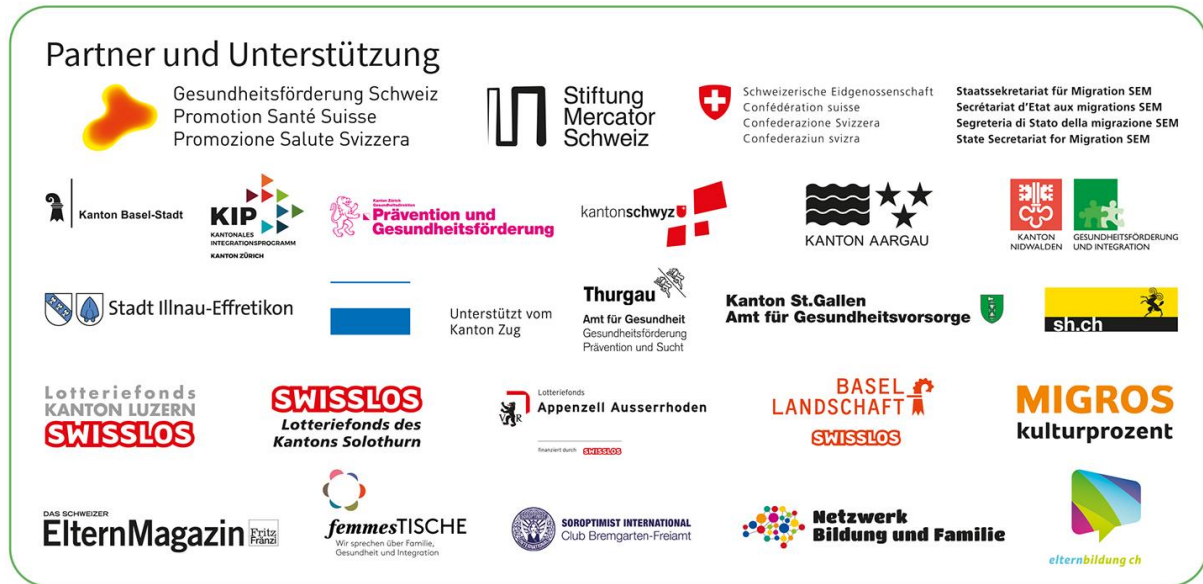 Partner und Unterstützung
Gesundheitsförderung Schweiz
Promotion Santé Suisse
Promozione Salute Svizzera
Stiftung
Mercator
Schweiz
Schweizerische Eidgenossenschaft
Confédération suisse
Confederazione Svizzera
Confederaziun svizra
Staatssekretariat für Migration SEM
Secrétariat d'Etat aux migrations SEM
Segreteria di Stato della migrazione SEM
State Secretariat for Migration SEM
Kanton Basel-Stadt
KIP
KANTONALES
INTEGRATIONSPROGRAMM
KANTON ZÜRICH
Kanton Zürich
Gesundheitsdirektion
Prävention und
Gesundheitsförderung
kantonschwyz
KANTON AARGAU
KANTON
NIDWALDEN
GESUNDHEITSFÖRDERUNG
UND INTEGRATION
Stadt Illnau-Effretikon
Unterstützt vom
Kanton Zug
Thurgau
Amt für Gesundheit
Gesundheitsförderung
Prävention und Sucht
Kanton St.Gallen
Amt für Gesundheitsvorsorge
sh.ch
Lotteriefonds
KANTON LUZERN
SWISSLOS
SWISSLOS
Lotteriefonds des
Kantons Solothurn
Lotteriefonds
Appenzell Ausserrhoden
VR
finanziert durch SWISSLOS
BASEL
LANDSCHAFT
SWISSLOS
MIGROS
kulturprozent
DAS SCHWEIZER
ElternMagazin Fritz
Fränzi
femmesTISCHE
Wir sprechen über Familie,
Gesundheit und Integration
SOROPTIMIST INTERNATIONAL
Club Bremgarten-Freiamt
Netzwerk
Bildung und Familie
elternbildung ch